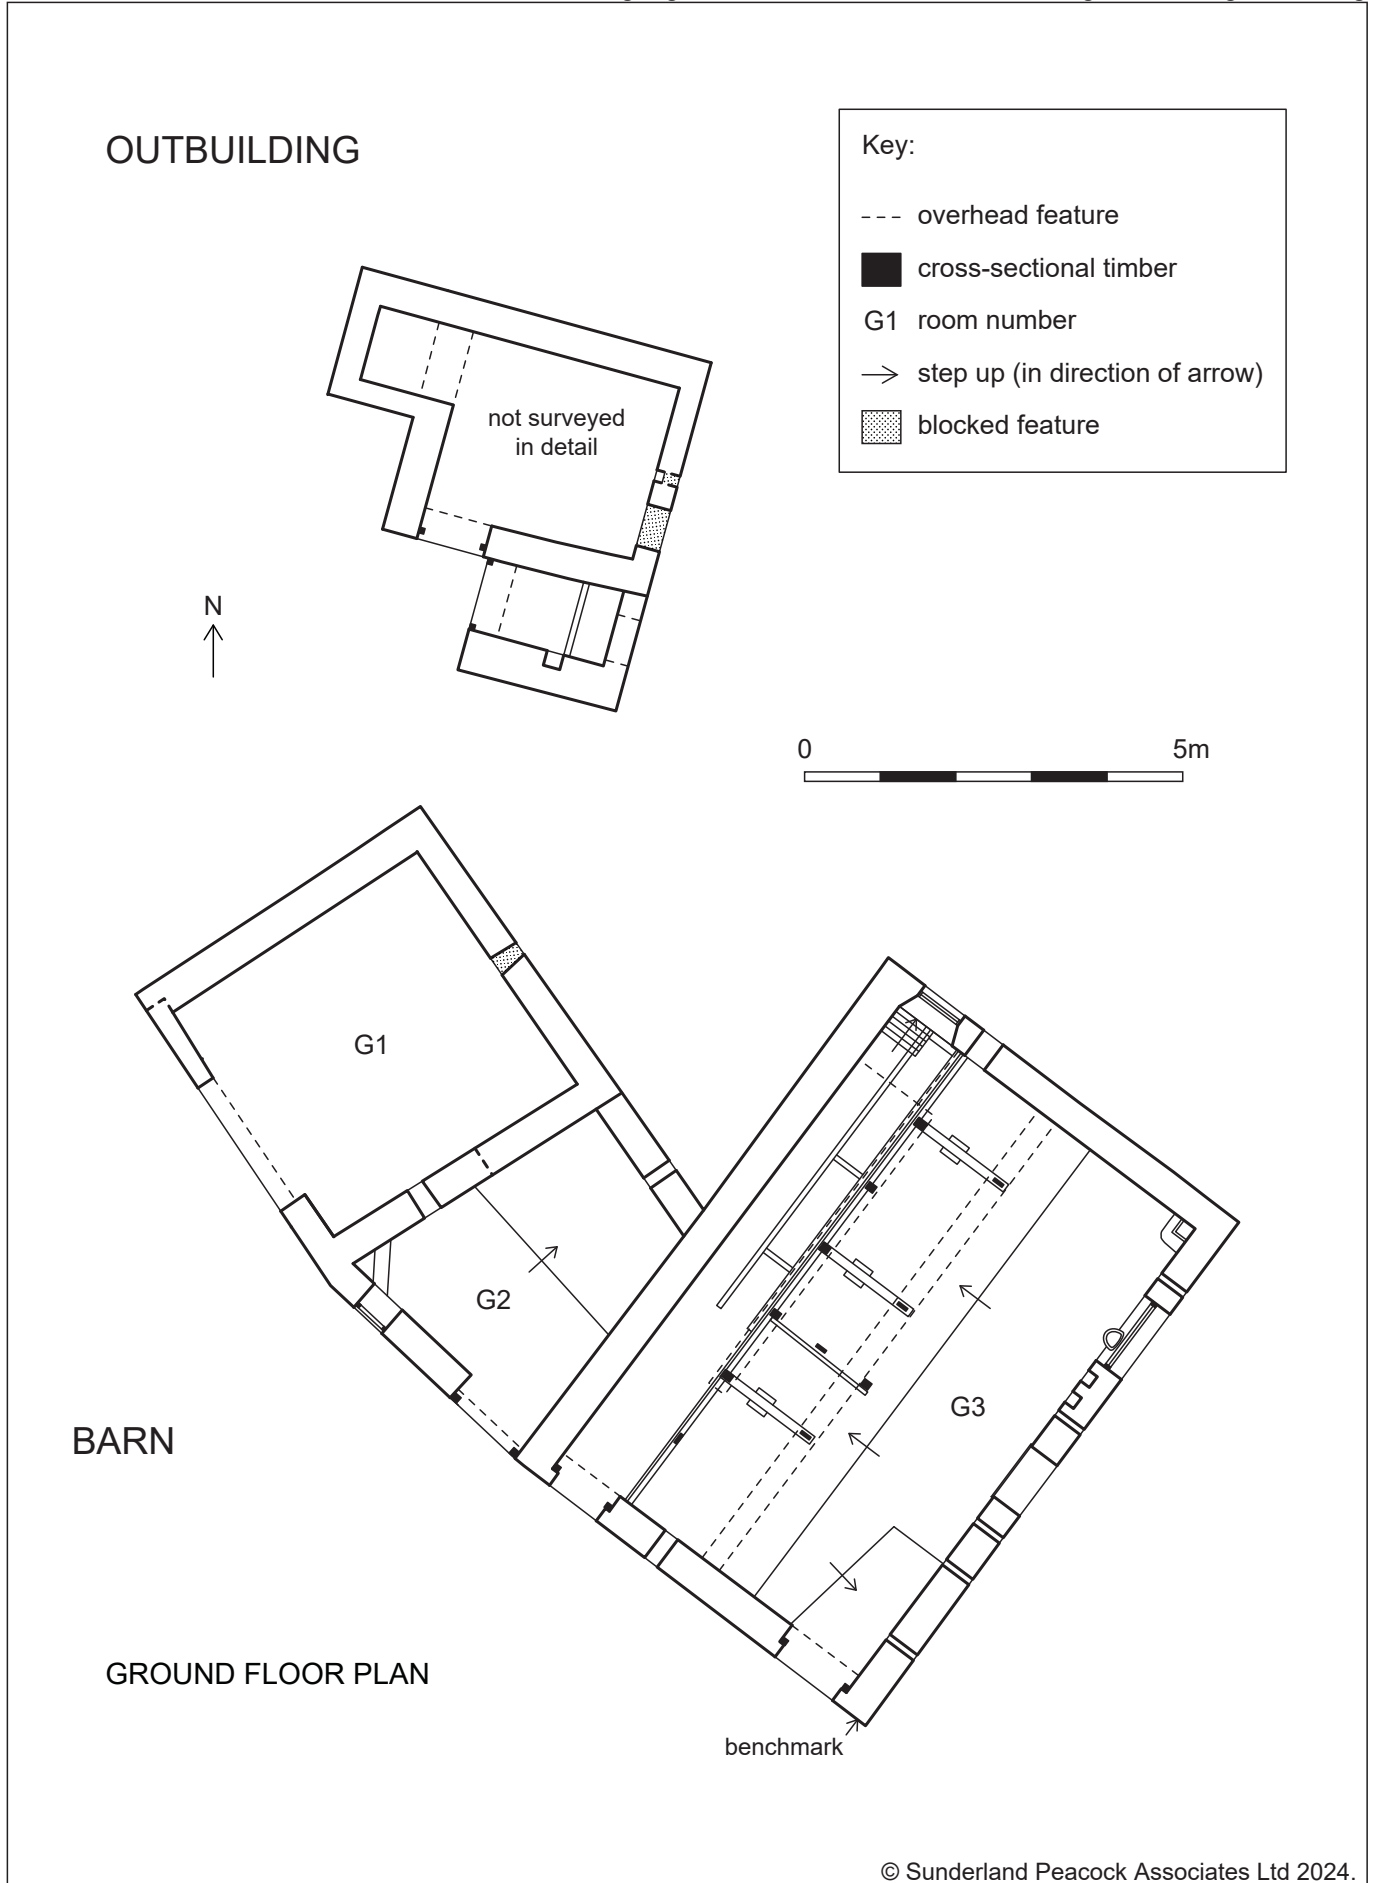 OUTBUILDING
Key:
overhead feature
cross-sectional timber
G1 room number
step up (in direction of arrow)
blocked feature
not surveyed
in detail
N
0 5m
G1
G2
G3
BARN
GROUND FLOOR PLAN
benchmark
© Sunderland Peacock Associates Ltd 2024.